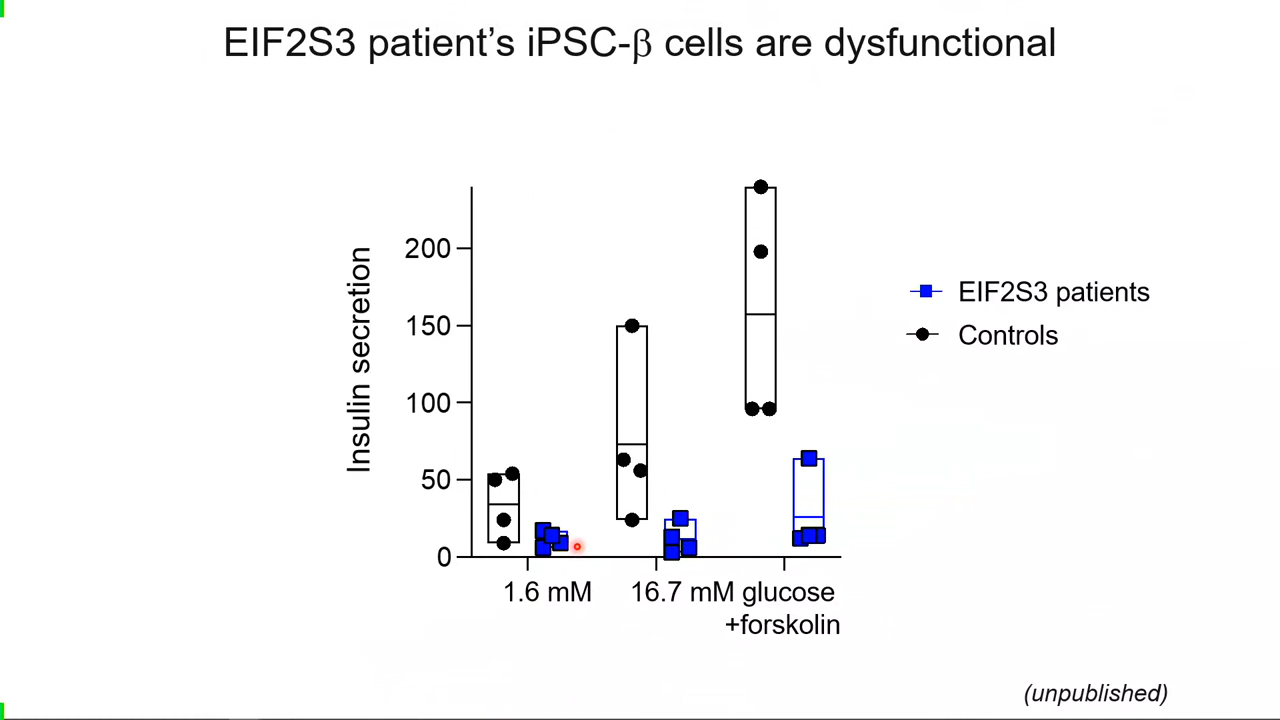 EIF2S3 patient’s iPSC-β cells are dysfunctional
Insulin secretion
200
150
100
50
0
1.6 mM
16.7 mM glucose
+forskolin
EIF2S3 patients
Controls
(unpublished)